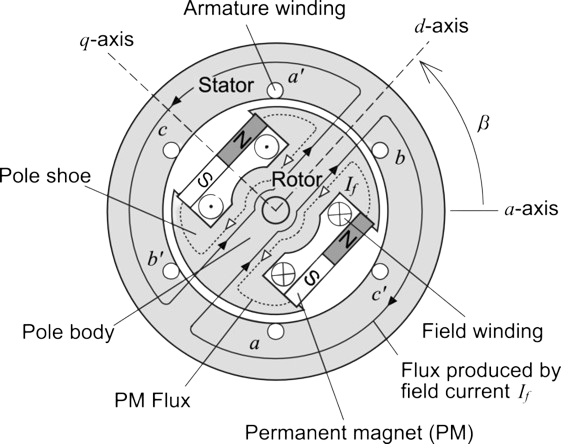 Armature winding
q-axis
d-axis
Stator
a'
N
c
β
b
S
Pole shoe
Rotor
I_f
a-axis
N
b'
S
c'
Pole body
a
Field winding
PM Flux
Flux produced by
field current I_f
Permanent magnet (PM)